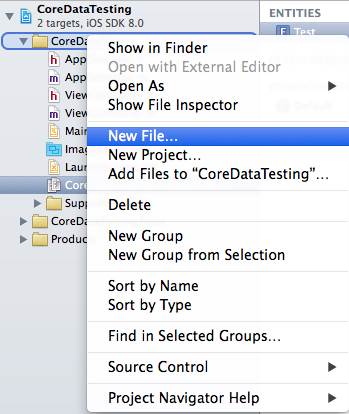 CoreDataTesting
2 targets, iOS SDK 8.0
ENTITIES
Test
Show in Finder
Open with External Editor
Open As
Show File Inspector
New File...
New Project...
Add Files to “CoreDataTesting”...
Delete
New Group
New Group from Selection
Sort by Name
Sort by Type
Find in Selected Groups...
Source Control
Project Navigator Help
CoreDa
App
App
View
View
Main
Imag
Laun
Core
Supp
CoreDa
Produc
Default